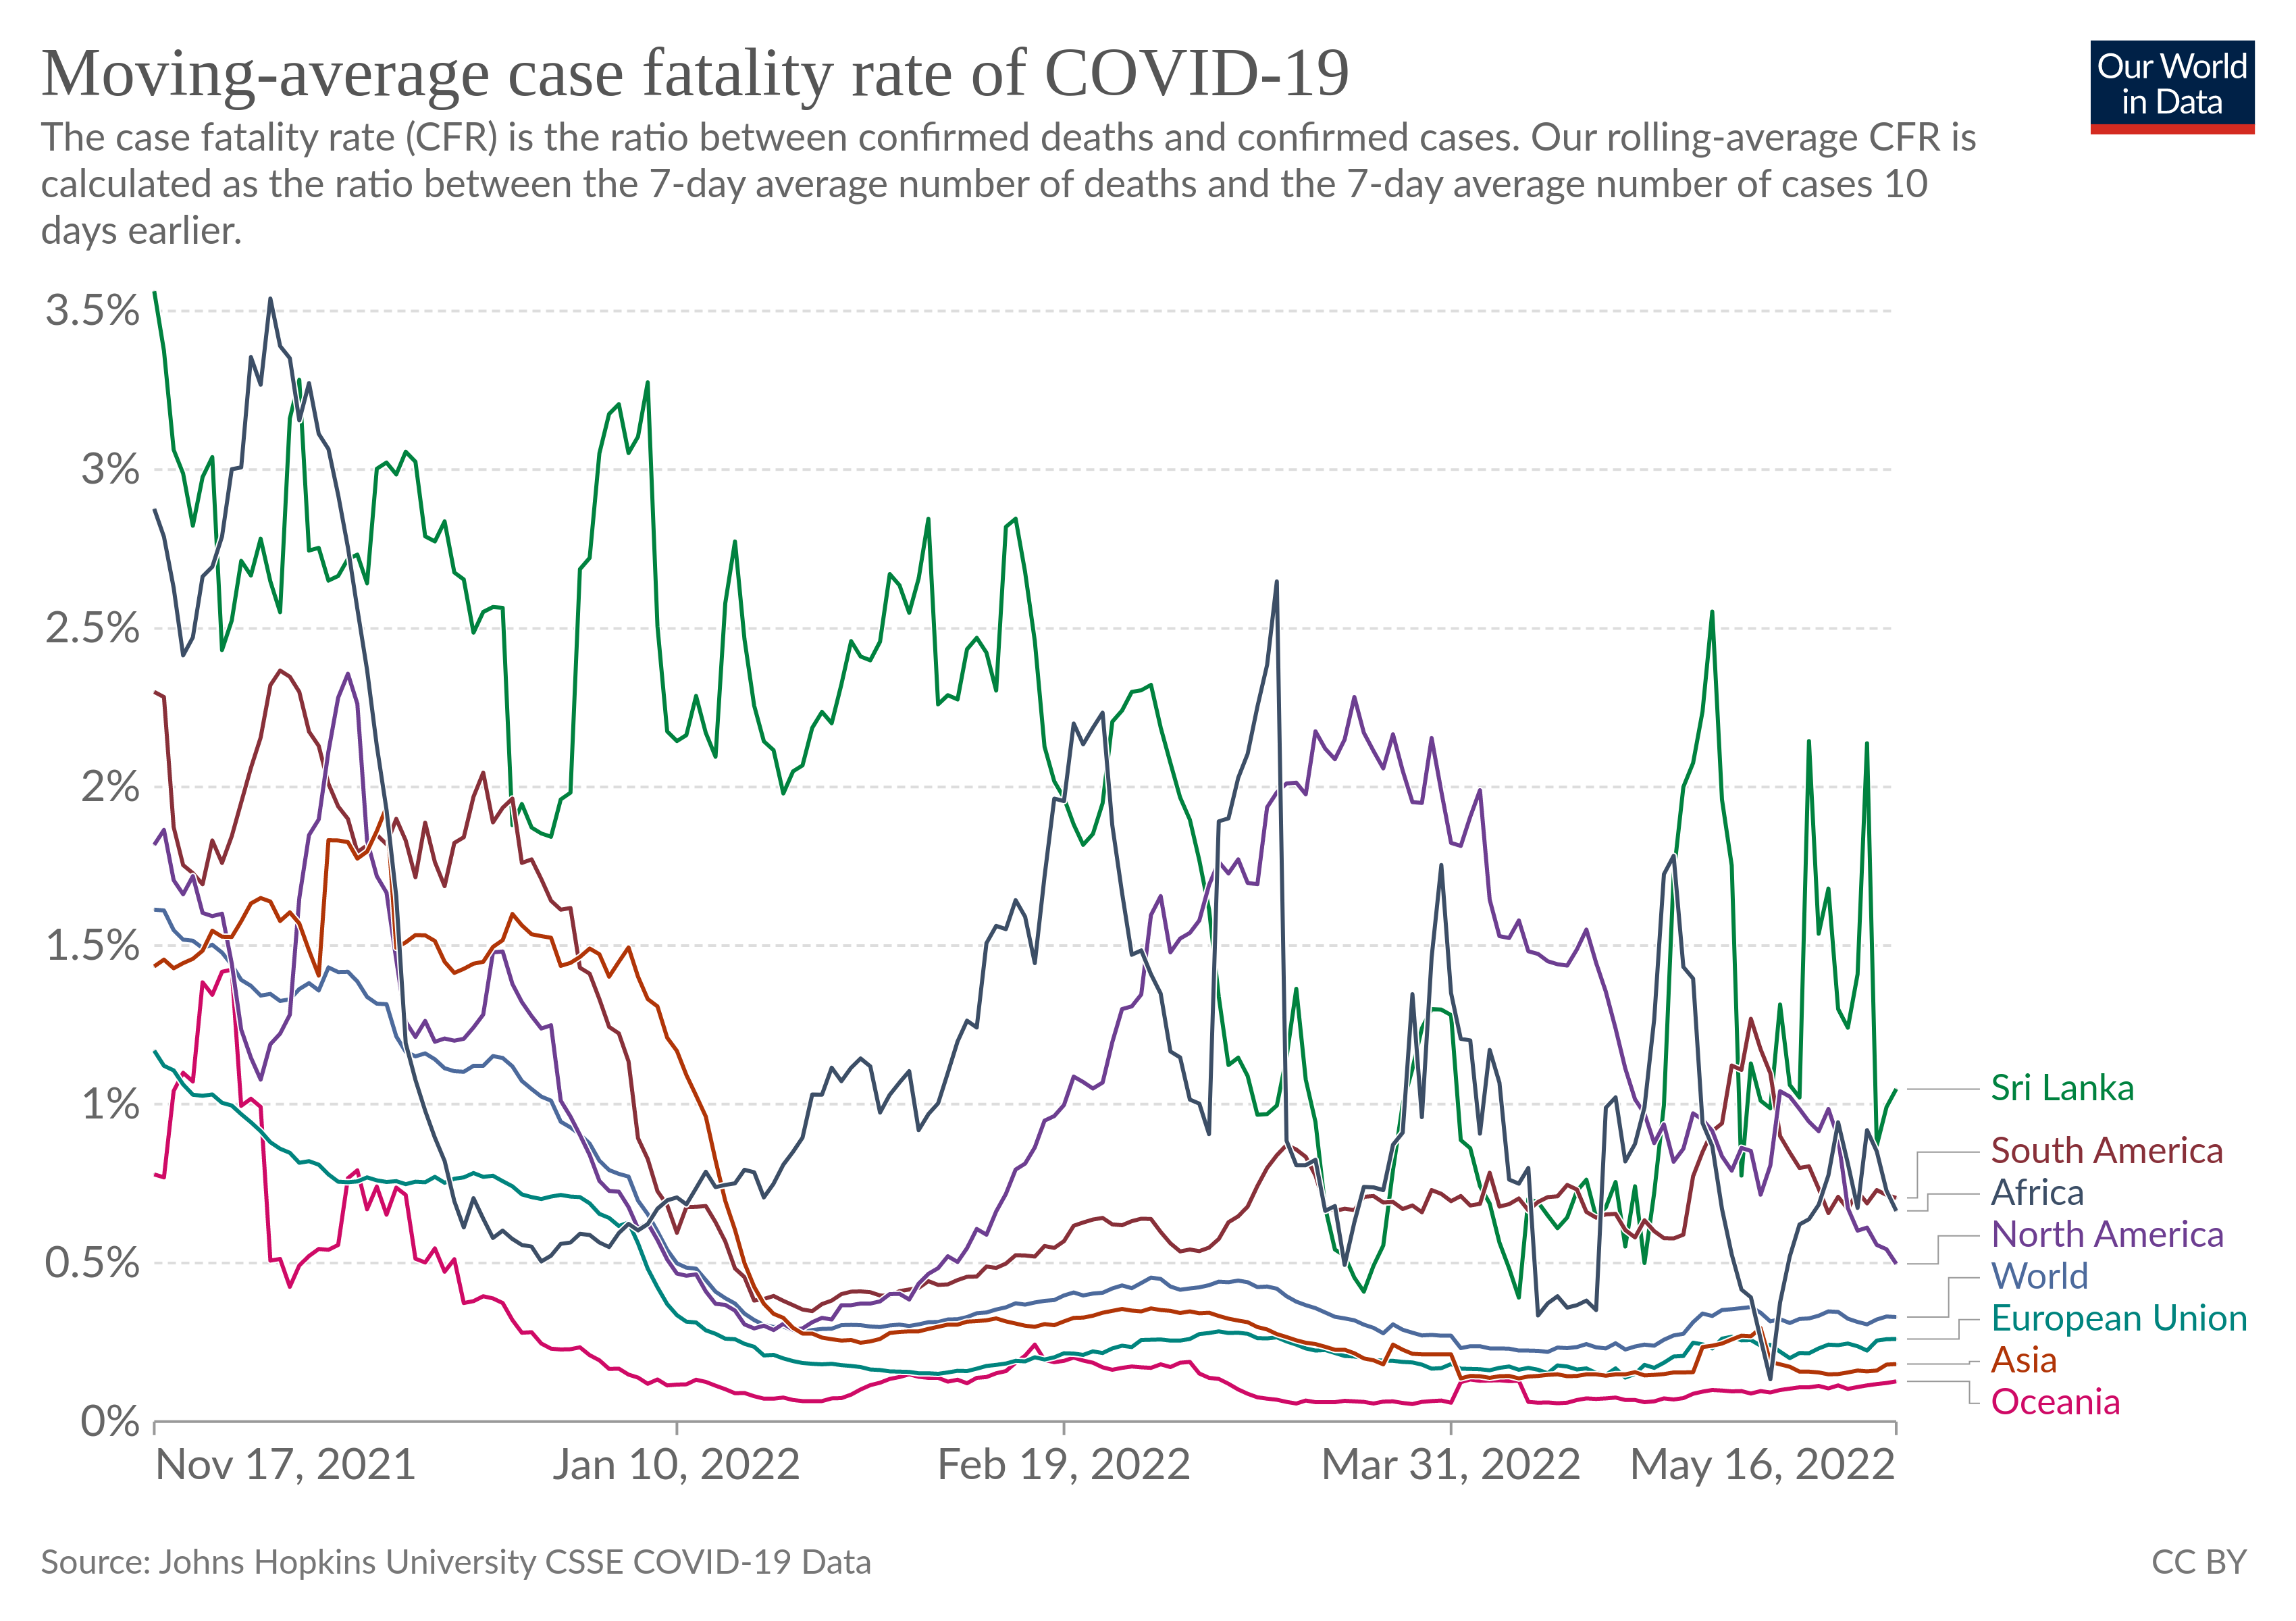 Moving-average case fatality rate of COVID-19
Our World
in Data
The case fatality rate (CFR) is the ratio between confirmed deaths and confirmed cases. Our rolling-average CFR is
calculated as the ratio between the 7-day average number of deaths and the 7-day average number of cases 10
days earlier.
3.5%
3%
2.5%
2%
1.5%
1%
0.5%
0%
Sri Lanka
South America
Africa
North America
World
European Union
Asia
Oceania
Nov 17, 2021
Jan 10, 2022
Feb 19, 2022
Mar 31, 2022
May 16, 2022
Source: Johns Hopkins University CSSE COVID-19 Data
CC BY